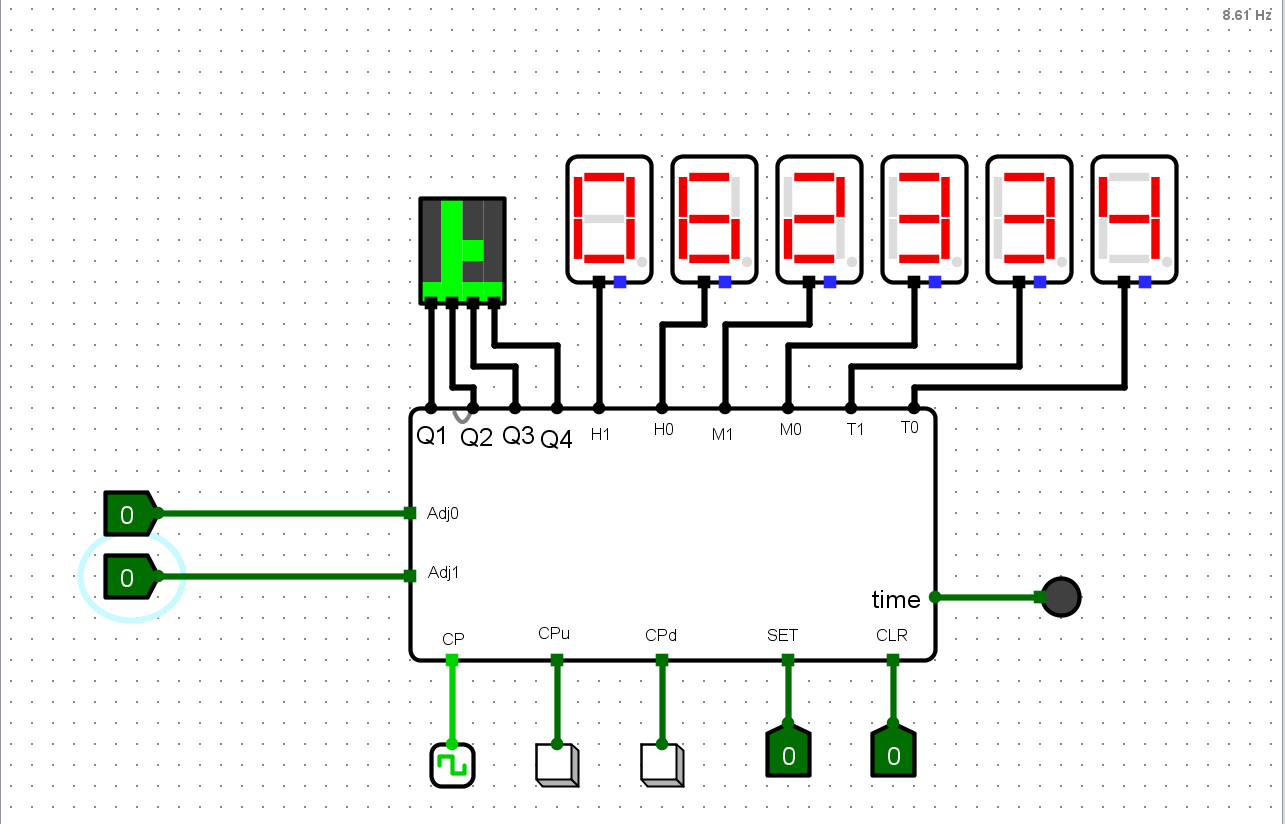 8.61 Hz
0 6 2 3 3 4
Q1 Q2 Q3 Q4 H1 H0 M1 M0 T1 T0
0 Adj0
0 Adj1
time
CP CPu CPd SET CLR
0 0